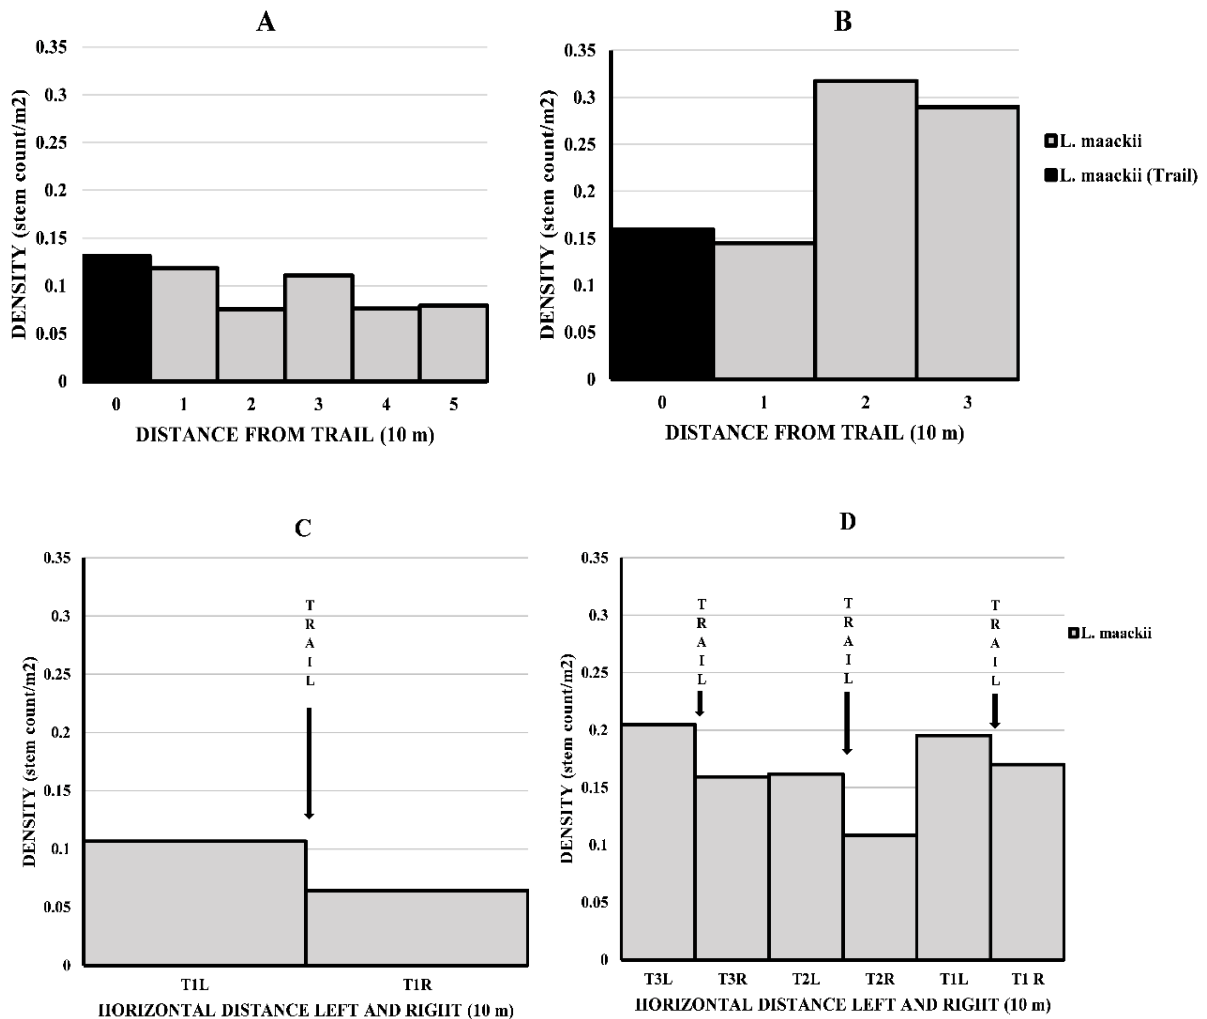 A
0.35
0.3
0.25
0.2
0.15
0.1
0.05
0
DENSITY (stem count/m2)
0 1 2 3 4 5
DISTANCE FROM TRAIL (10 m)
B
0.35
0.3
0.25
0.2
0.15
0.1
0.05
0
DENSITY (stem count/m2)
0 1 2 3
DISTANCE FROM TRAIL (10 m)
L. maackii
L. maackii (Trail)
C
0.35
0.3
0.25
0.2
0.15
0.1
0.05
0
DENSITY (stem count/m2)
TRAIL
T1L T1R
HORIZONTAL DISTANCE LEFT AND RIGHT (10 m)
D
0.35
0.3
0.25
0.2
0.15
0.1
0.05
0
DENSITY (stem count/m2)
TRAIL
TRAIL
TRAIL
T3L T3R T2L T2R T1L T1 R
HORIZONTAL DISTANCE LEFT AND RIGHT (10 m)
L. maackii